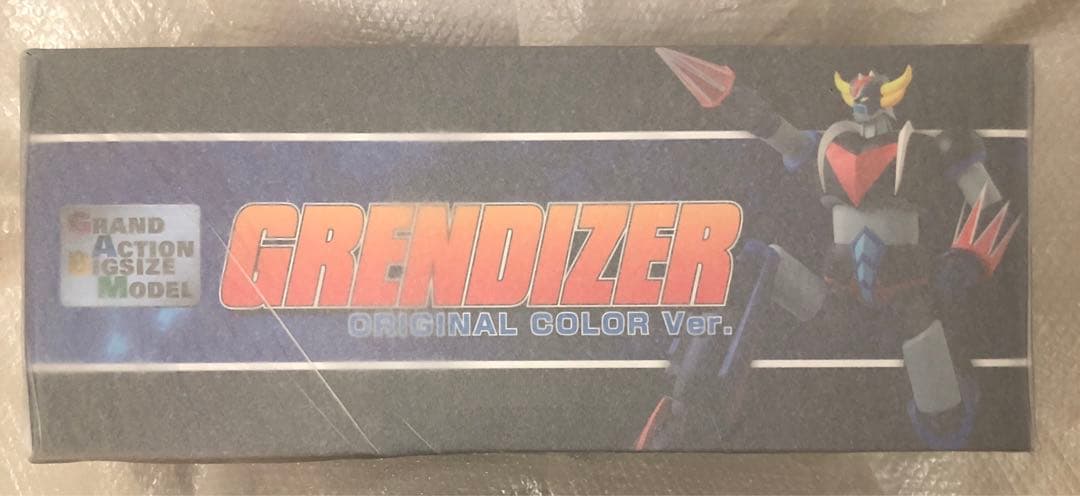 GRAND
ACTION
BIGSIZE
MODEL
GRENDIZER
ORIGINAL COLOR Ver.